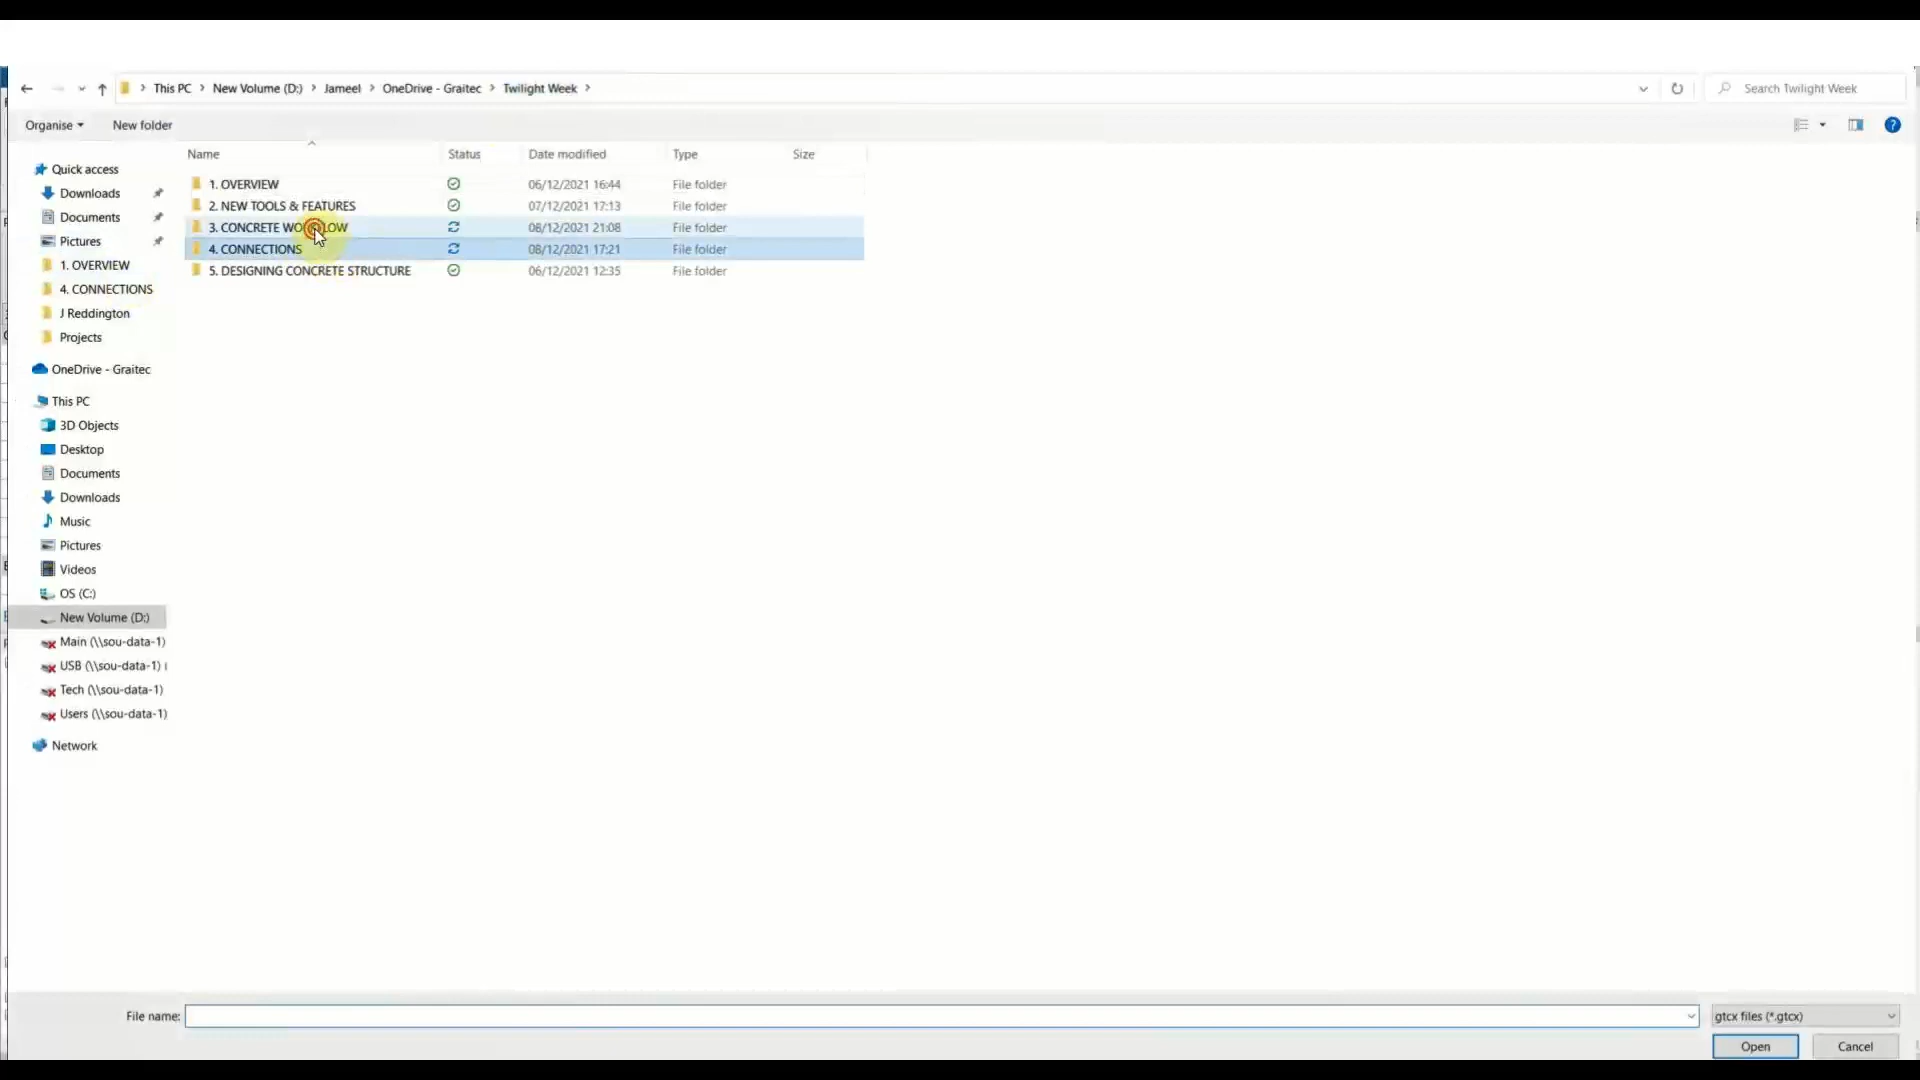 This PC > New Volume (D:) > Jameel > OneDrive - Graitec > Twilight Week >
Search Twilight Week
Organise
New folder
Name Status Date modified Type Size
1. OVERVIEW 06/12/2021 16:44 File folder
2. NEW TOOLS & FEATURES 07/12/2021 17:13 File folder
3. CONCRETE WORKFLOW 08/12/2021 21:08 File folder
4. CONNECTIONS 08/12/2021 17:21 File folder
5. DESIGNING CONCRETE STRUCTURE 06/12/2021 12:35 File folder
Quick access
Downloads
Documents
Pictures
1. OVERVIEW
4. CONNECTIONS
J Reddington
Projects
OneDrive - Graitec
This PC
3D Objects
Desktop
Documents
Downloads
Music
Pictures
Videos
OS (C:)
New Volume (D:)
Main (\\sou-data-1)
USB (\\sou-data-1)
Tech (\\sou-data-1)
Users (\\sou-data-1)
Network
File name:
gtcx files (*.gtcx)
Open
Cancel